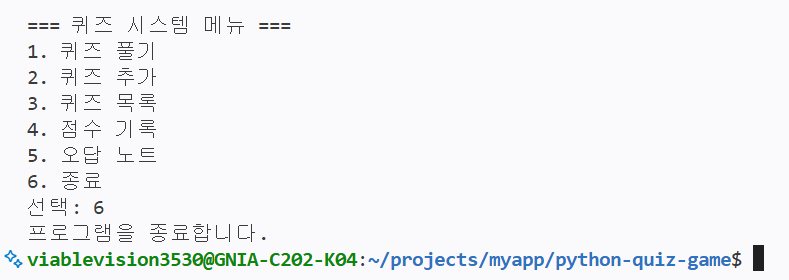 === 퀴즈 시스템 메뉴 ===
1. 퀴즈 풀기
2. 퀴즈 추가
3. 퀴즈 목록
4. 점수 기록
5. 오답 노트
6. 종료
선택: 6
프로그램을 종료합니다.
viablevision3530@GNIA-C202-K04:~/projects/myapp/python-quiz-game$